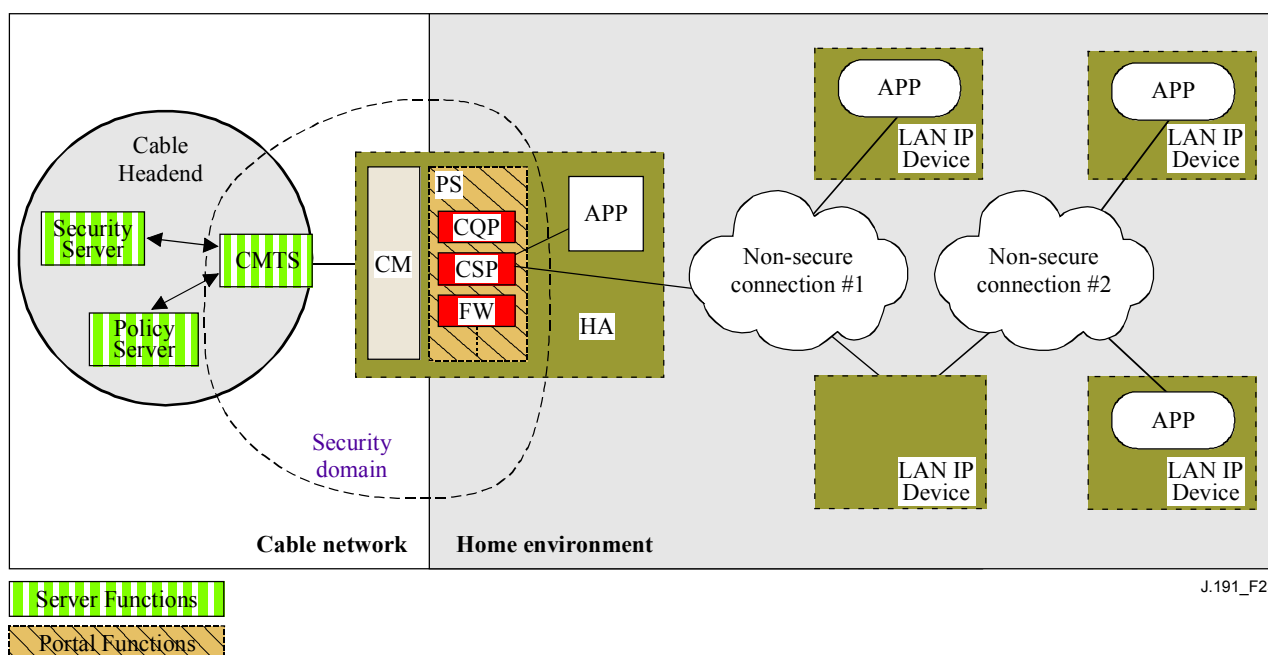 Cable
Headend
Security
Server
CMTS
Policy
Server
Security
domain
CM
PS
CQP
CSP
FW
APP
HA
APP
LAN IP
Device
APP
LAN IP
Device
Non-secure
connection #1
Non-secure
connection #2
LAN IP
Device
APP
LAN IP
Device
Cable network
Home environment
J.191_F2
Server Functions
Portal Functions